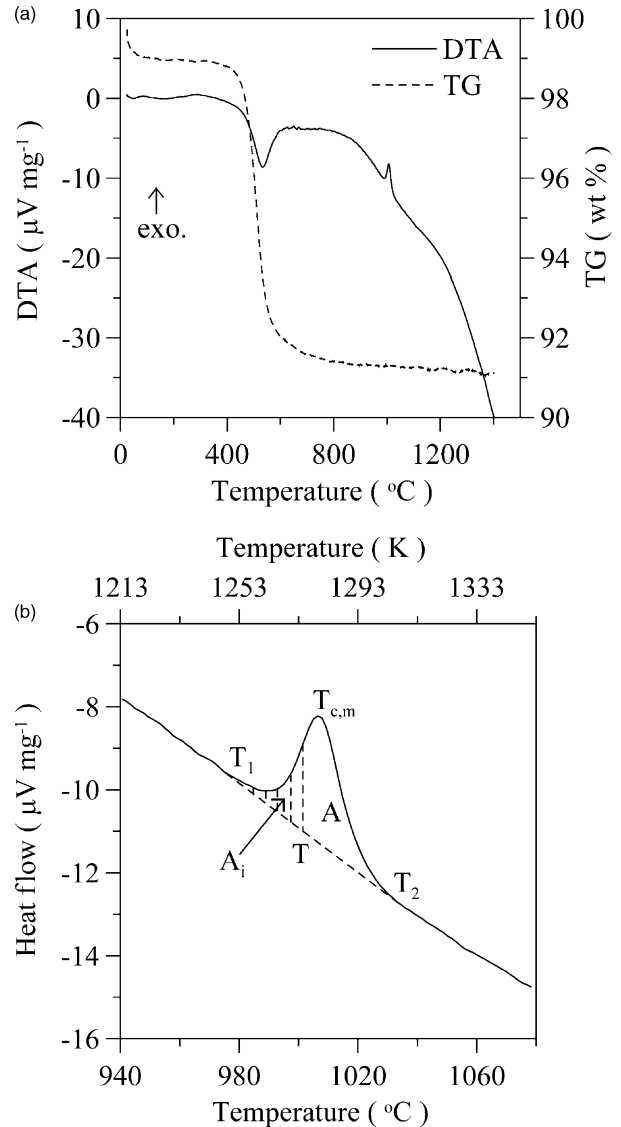 (a)
10
0
-10
-20
-30
-40
DTA ( μV mg⁻¹ )
100
98
96
94
92
90
TG ( wt % )
DTA
TG
exo.
0 400 800 1200
Temperature ( °C )
(b)
Temperature ( K )
1213 1253 1293 1333
-6
-8
-10
-12
-14
-16
Heat flow ( μV mg⁻¹ )
T_c,m
T₁
A
A_i
T
T₂
940 980 1020 1060
Temperature ( °C )